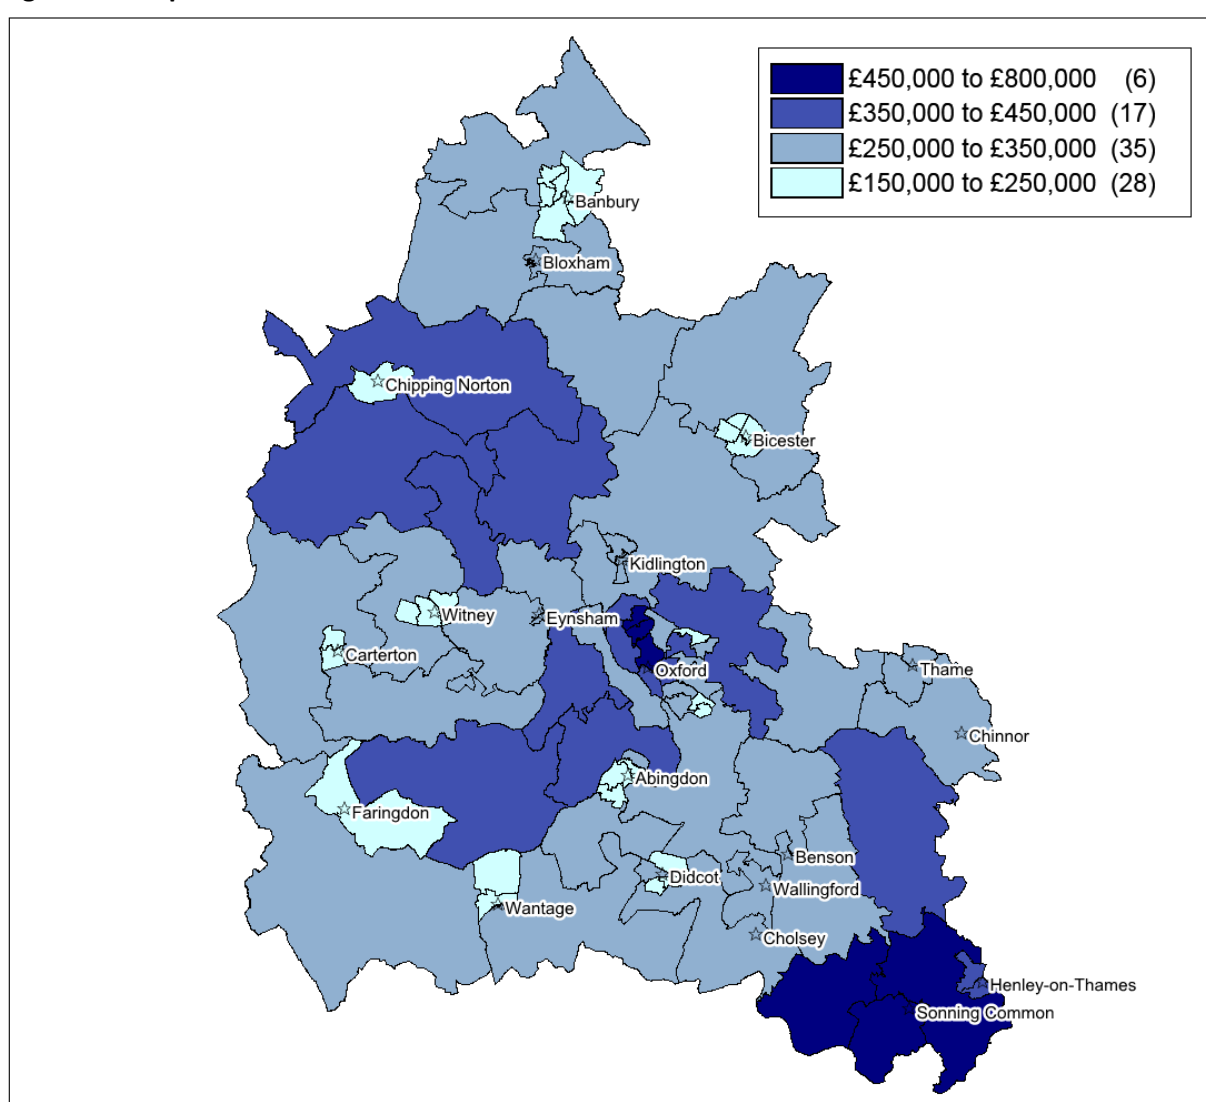 £450,000 to £800,000 (6)
£350,000 to £450,000 (17)
£250,000 to £350,000 (35)
£150,000 to £250,000 (28)
Banbury
Bloxham
Chipping Norton
Bicester
Kidlington
Witney
Eynsham
Carterton
Oxford
Thame
Chinnor
Abingdon
Faringdon
Benson
Didcot
Wallingford
Wantage
Cholsey
Henley-on-Thames
Sonning Common